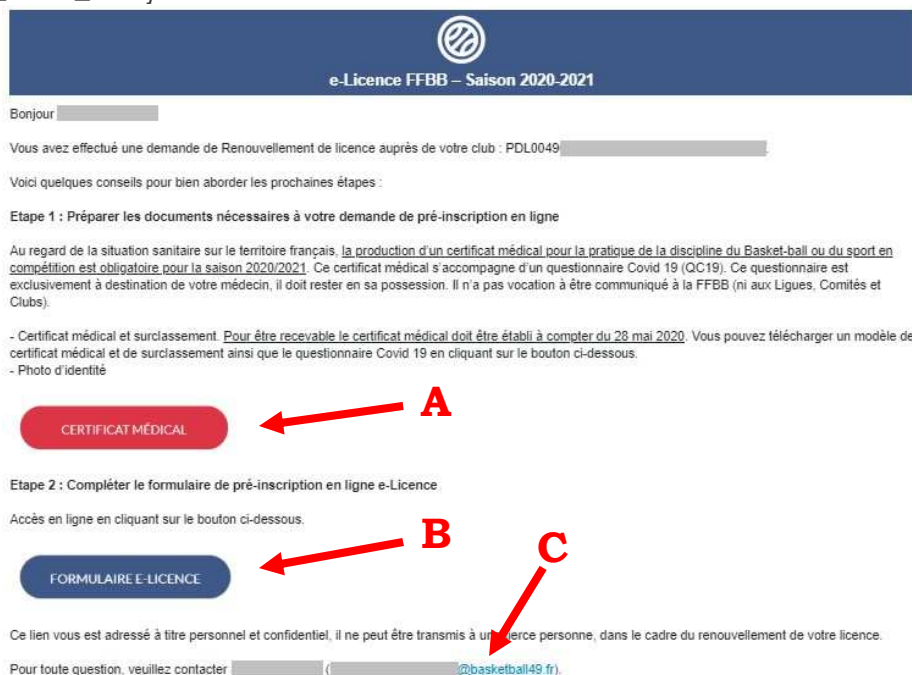 e-Licence FFBB – Saison 2020-2021
Bonjour
Vous avez effectué une demande de Renouvellement de licence auprès de votre club : PDL0049
Voici quelques conseils pour bien aborder les prochaines étapes :
Etape 1 : Préparer les documents nécessaires à votre demande de pré-inscription en ligne
Au regard de la situation sanitaire sur le territoire français, la production d'un certificat médical pour la pratique de la discipline du Basket-ball ou du sport en
compétition est obligatoire pour la saison 2020/2021. Ce certificat médical s'accompagne d'un questionnaire Covid 19 (QC19). Ce questionnaire est
exclusivement à destination de votre médecin, il doit rester en sa possession. Il n'a pas vocation à être communiqué à la FFBB (ni aux Ligues, Comités et
Clubs).
- Certificat médical et surclassement. Pour être recevable le certificat médical doit être établi à compter du 28 mai 2020. Vous pouvez télécharger un modèle de
certificat médical et de surclassement ainsi que le questionnaire Covid 19 en cliquant sur le bouton ci-dessous.
- Photo d'identité
A
CERTIFICAT MÉDICAL
Etape 2 : Compléter le formulaire de pré-inscription en ligne e-Licence
Accès en ligne en cliquant sur le bouton ci-dessous.
B
C
FORMULAIRE E-LICENCE
Ce lien vous est adressé à titre personnel et confidentiel, il ne peut être transmis à une tierce personne, dans le cadre du renouvellement de votre licence.
Pour toute question, veuillez contacter ( @basketball49.fr).